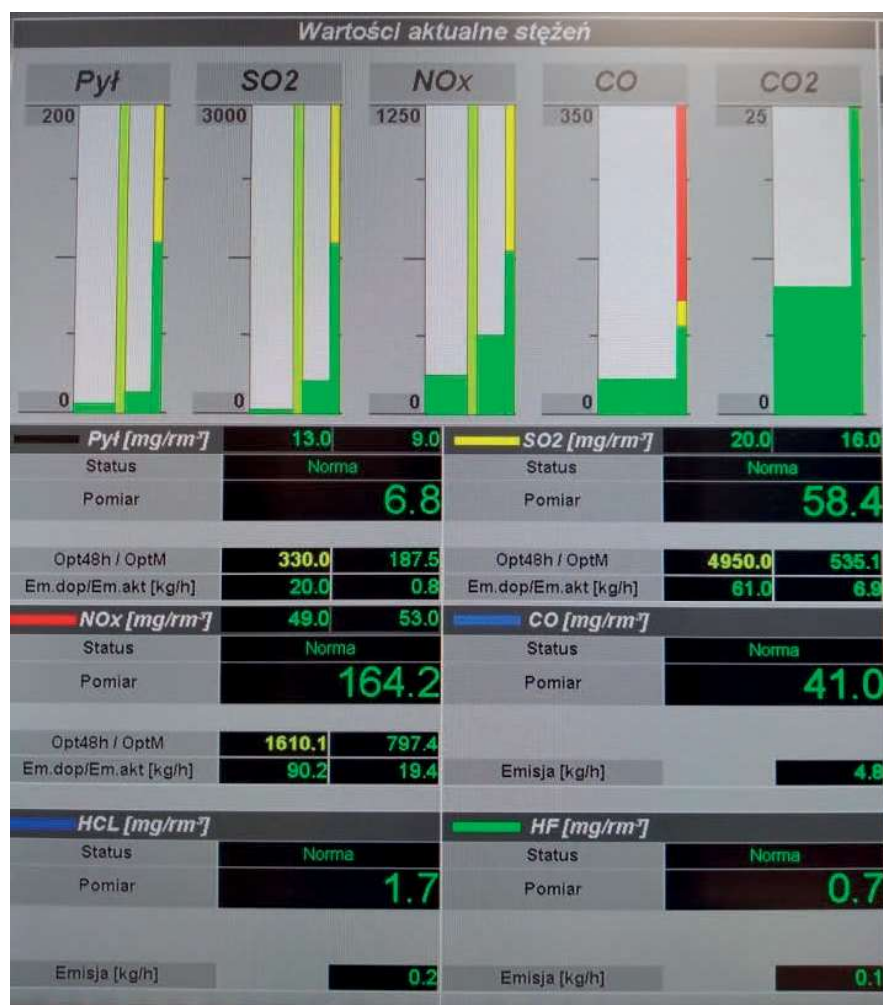 Wartości aktualne stężeń
Pył SO2 NOx CO CO2
200 3000 1250 350 25
0 0 0 0 0
Pył [mg/rm³] 13.0 9.0
Status Norma
Pomiar 6.8
Opt48h / OptM 330.0 187.5
Em.dop/Em.akt [kg/h] 20.0 0.8
SO2 [mg/rm³] 20.0 16.0
Status Norma
Pomiar 58.4
Opt48h / OptM 4950.0 535.1
Em.dop/Em.akt [kg/h] 61.0 6.9
NOx [mg/rm³] 49.0 53.0
Status Norma
Pomiar 164.2
Opt48h / OptM 1610.1 797.4
Em.dop/Em.akt [kg/h] 90.2 19.4
CO [mg/rm³]
Status Norma
Pomiar 41.0
Emisja [kg/h] 4.8
HCL [mg/rm³]
Status Norma
Pomiar 1.7
Emisja [kg/h] 0.2
HF [mg/rm³]
Status Norma
Pomiar 0.7
Emisja [kg/h] 0.1